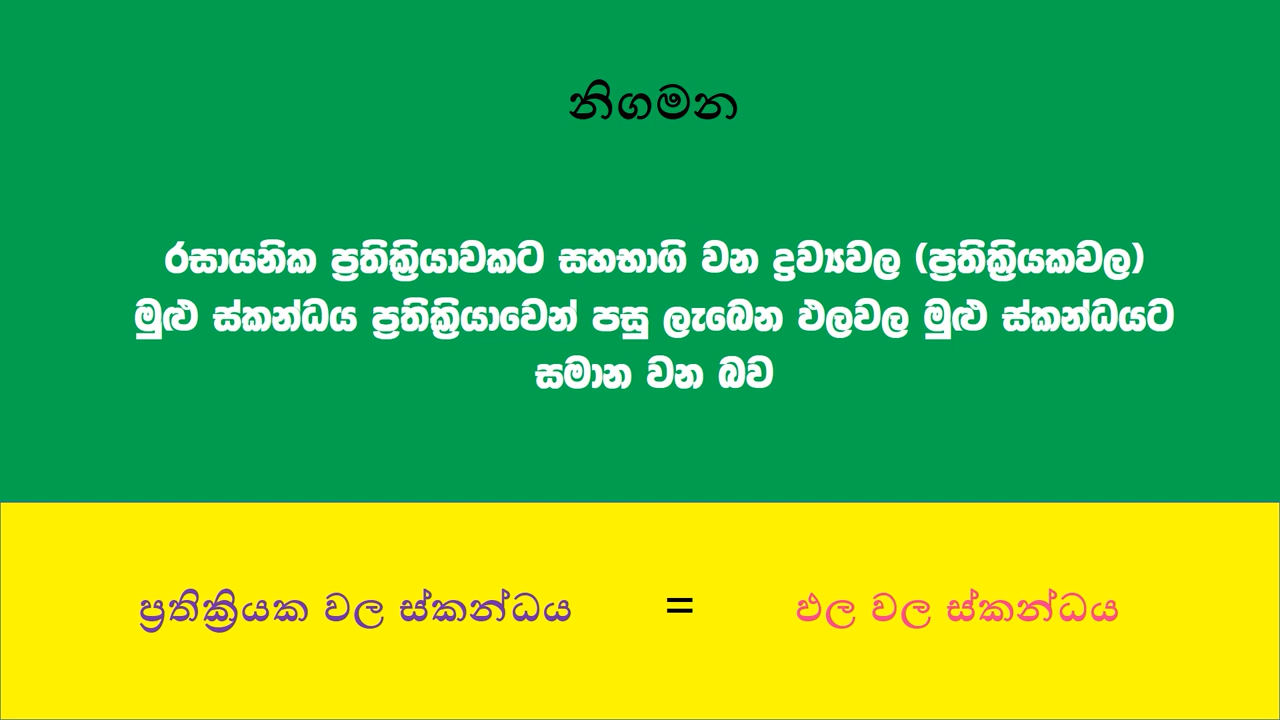 නිගමන
රසායනික ප්‍රතික්‍රියාවකට සහභාගි වන ද්‍රව්‍යවල (ප්‍රතික්‍රියකවල)
මුළු ස්කන්ධය ප්‍රතික්‍රියාවෙන් පසු ලැබෙන ඵලවල මුළු ස්කන්ධයට
සමාන වන බව
ප්‍රතික්‍රියක වල ස්කන්ධය = ඵල වල ස්කන්ධය